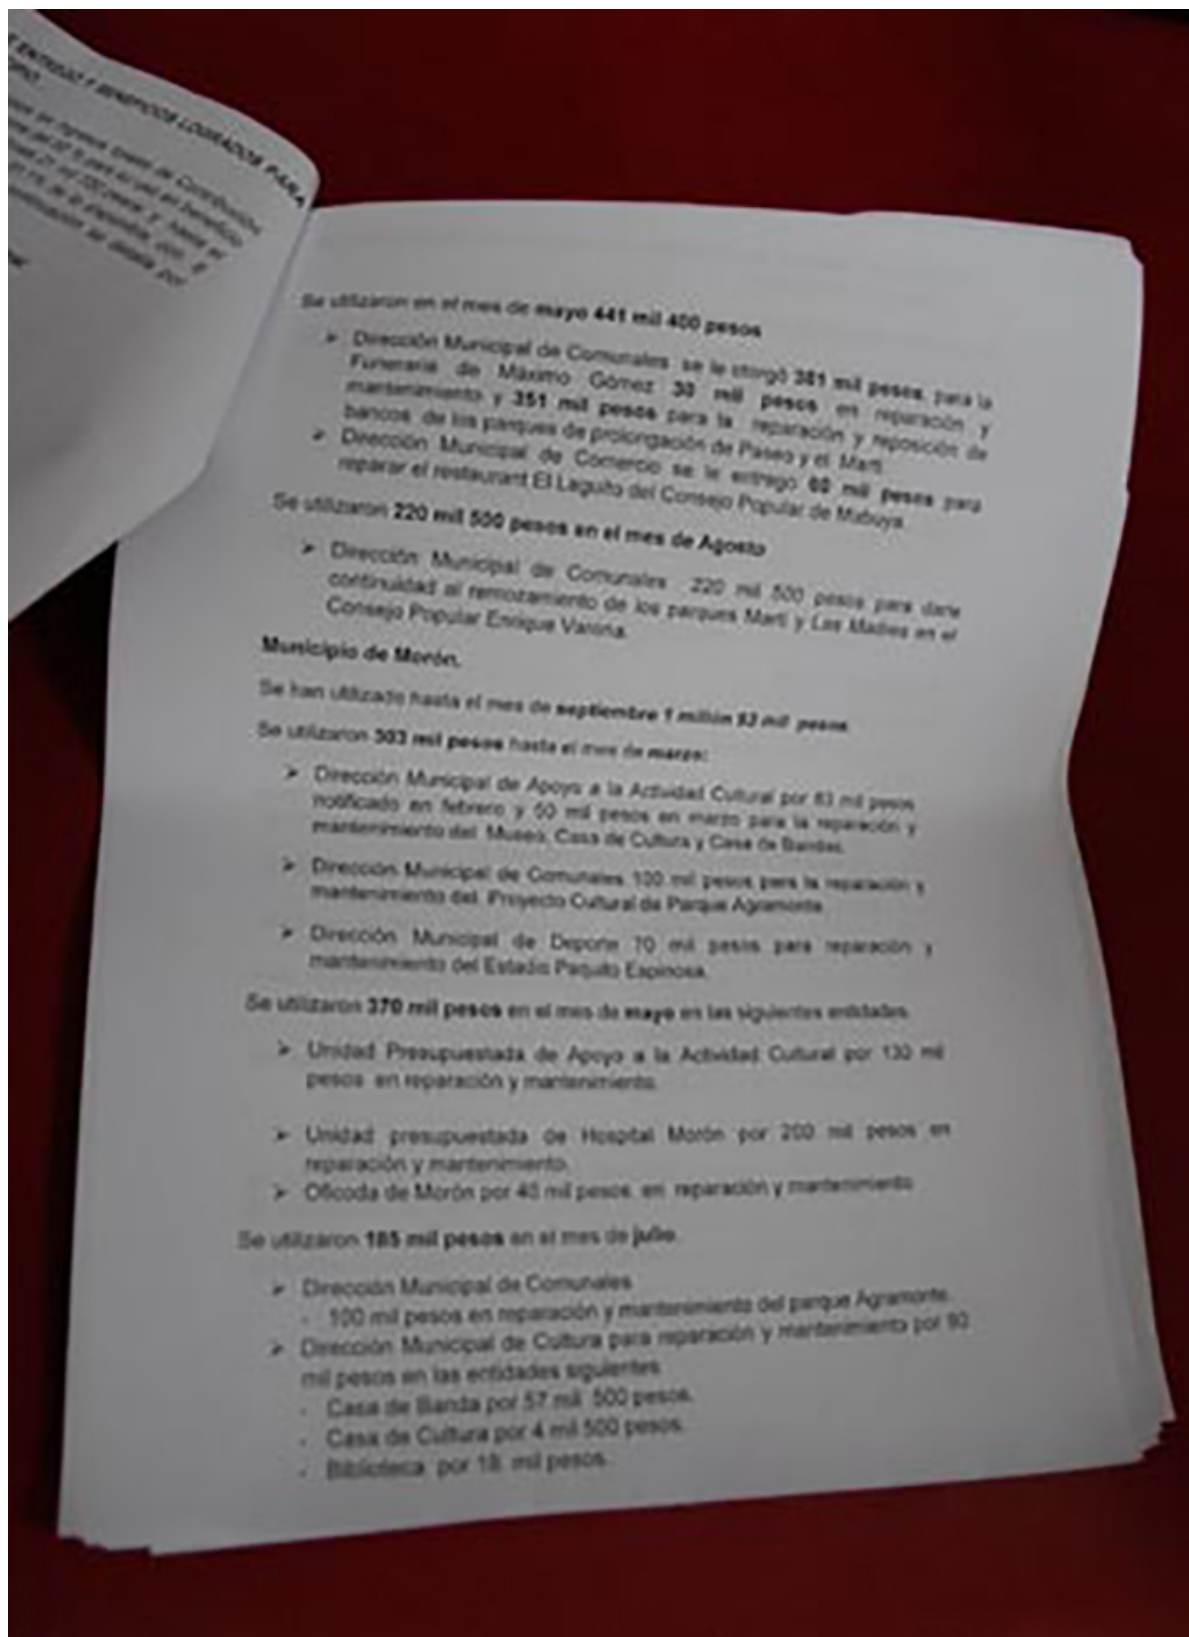 E ENTREGO Y BENEFICIOS LOGRADOS PARA
Se utilizaron en el mes de mayo 441 mil 400 pesos
➤ Dirección Municipal de Comunales se le otorgó 381 mil pesos, para la
Funeraria de Máximo Gómez 30 mil pesos en reparación y
mantenimiento y 351 mil pesos para la reparación y reposición de
bancos de los parques de prolongación de Paseo y el Martí
➤ Dirección Municipal de Comercio se le entrego 60 mil pesos para
reparar el restaurant El Laguito del Consejo Popular de Mabuya.
Se utilizaron 220 mil 500 pesos en el mes de Agosto
➤ Dirección Municipal de Comunales 220 mil 500 pesos para darle
continuidad al remozamiento de los parques Martí y Las Madres en el
Consejo Popular Enrique Varona.
Municipio de Morón.
Se han utilizado hasta el mes de septiembre 1 millón 93 mil pesos.
Se utilizaron 303 mil pesos hasta el mes de marzo:
➤ Dirección Municipal de Apoyo a la Actividad Cultural por 83 mil pesos
notificado en febrero y 50 mil pesos en marzo para la reparación y
mantenimiento del Museo, Casa de Cultura y Casa de Bandas.
➤ Dirección Municipal de Comunales 100 mil pesos para la reparación y
mantenimiento del Proyecto Cultural de Parque Agramonte
➤ Dirección Municipal de Deporte 70 mil pesos para reparación y
mantenimiento del Estadio Paquito Espinosa.
Se utilizaron 370 mil pesos en el mes de mayo en las siguientes entidades.
➤ Unidad Presupuestada de Apoyo a la Actividad Cultural por 130 mil
pesos en reparación y mantenimiento.
➤ Unidad presupuestada de Hospital Morón por 200 mil pesos en
reparación y mantenimiento.
➤ Oficoda de Morón por 40 mil pesos en reparación y mantenimiento
Se utilizaron 185 mil pesos en el mes de julio.
➤ Dirección Municipal de Comunales
- 100 mil pesos en reparación y mantenimiento del parque Agramonte.
➤ Dirección Municipal de Cultura para reparación y mantenimiento por
mil pesos en las entidades siguientes
- Casa de Banda por 57 mil 500 pesos.
- Casa de Cultura por 4 mil 500 pesos.
- Biblioteca por 18 mil pesos.